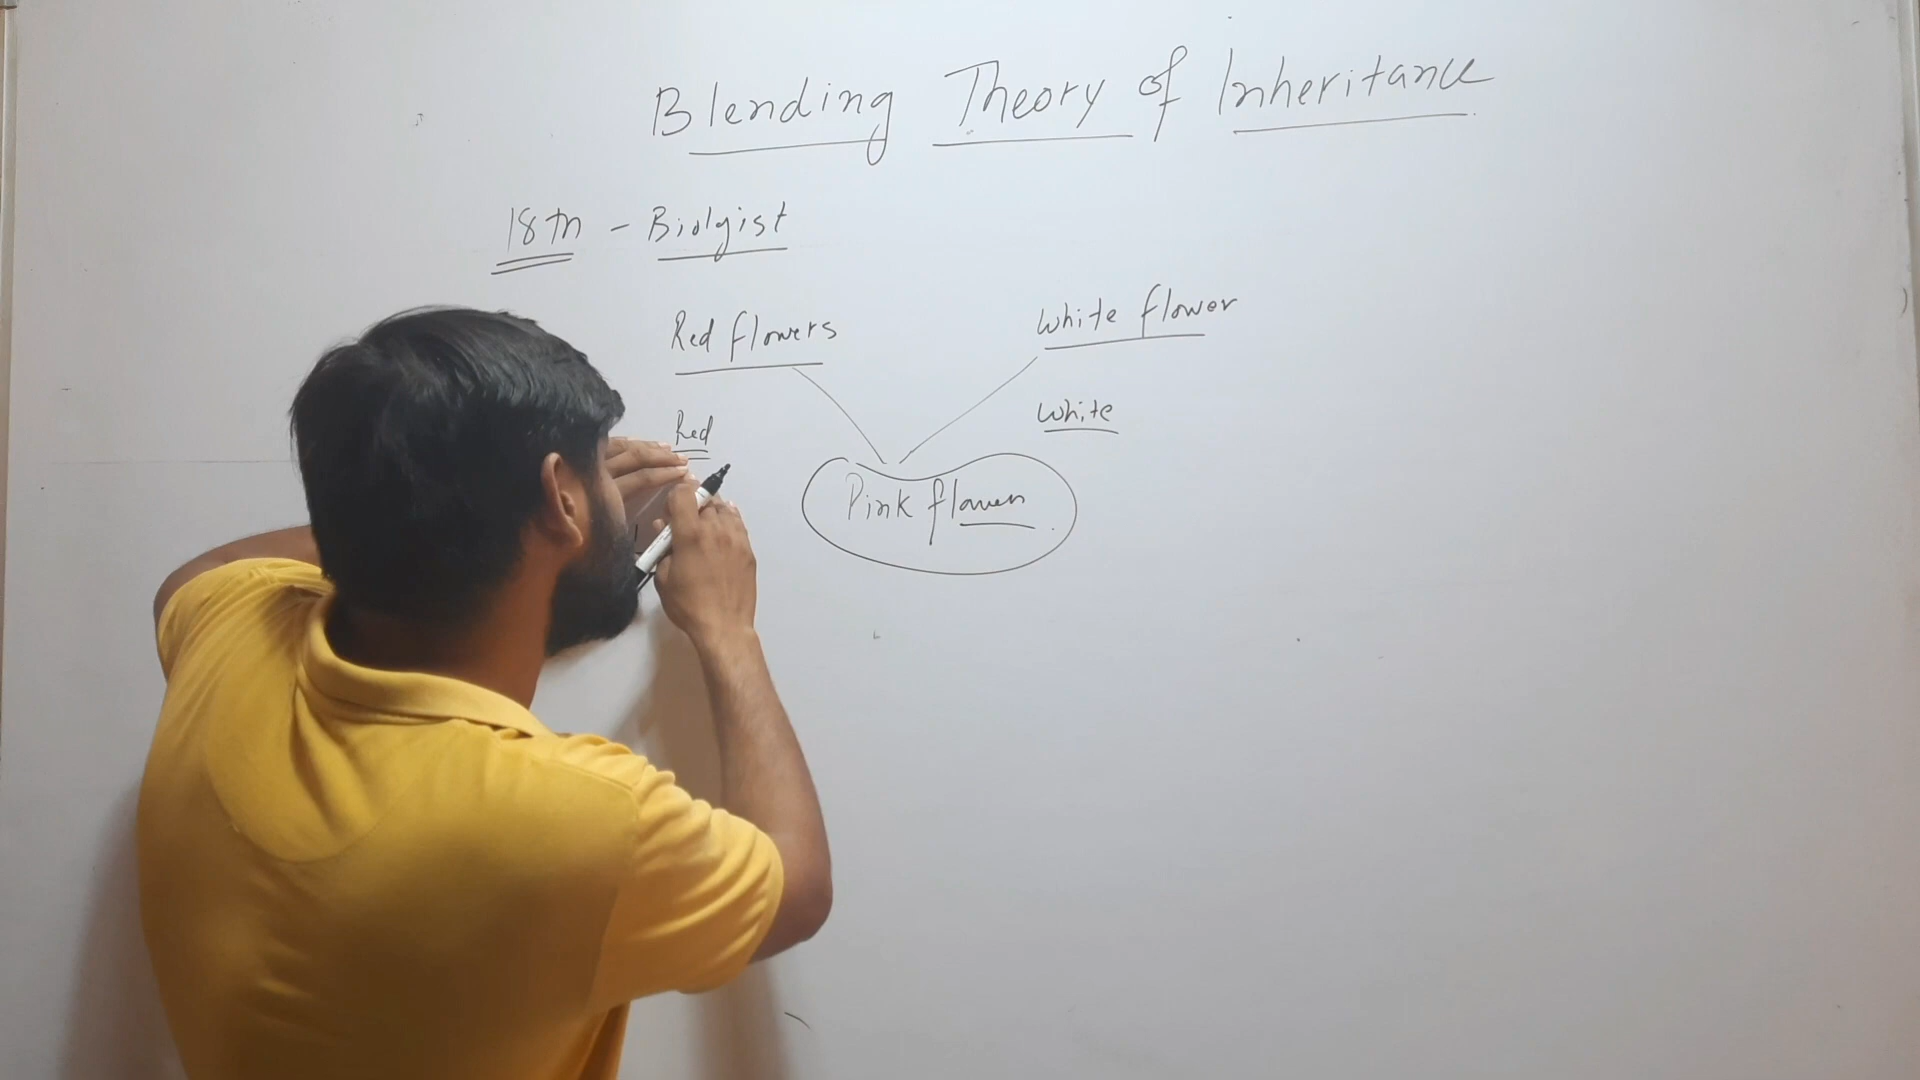 Blending Theory of Inheritance
18th - Biolgist
Red flowers
White flower
Red
White
Pink flower